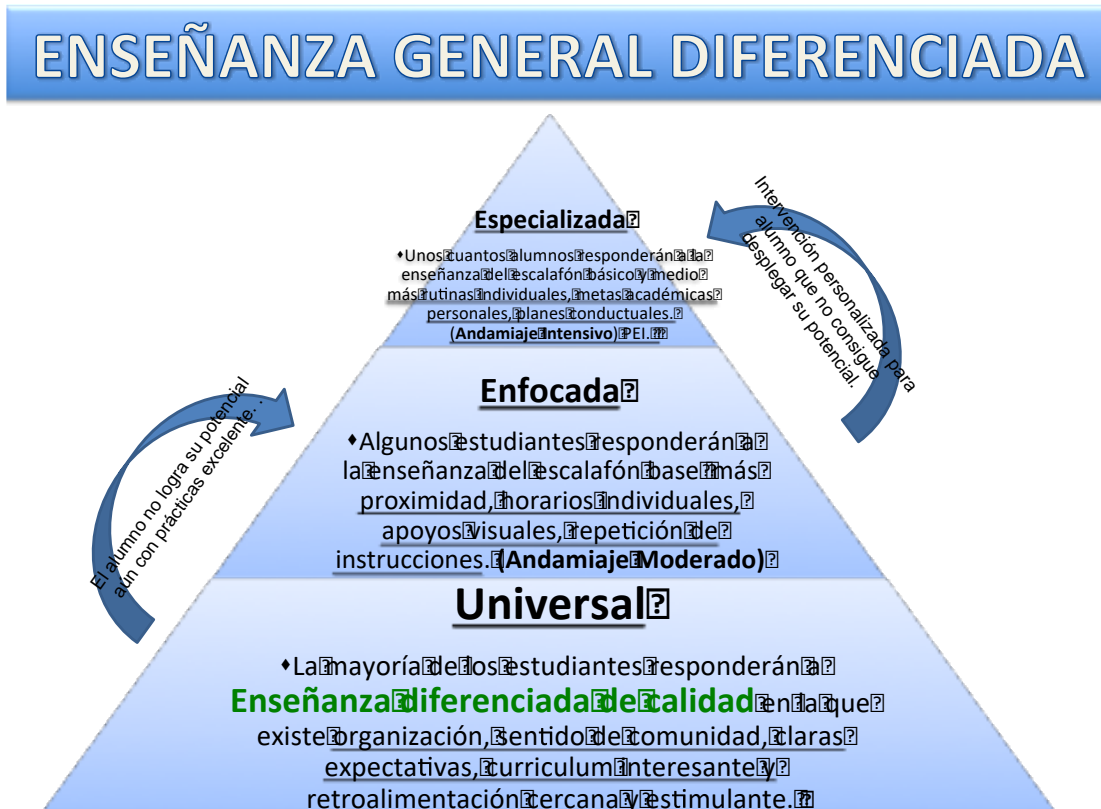 ENSEÑANZA GENERAL DIFERENCIADA
Especializada
•Unos cuantos alumnos responderán a la
enseñanza del escalafón básico y medio
más rutinas individuales, metas académicas
personales, planes conductuales.
(Andamiaje Intensivo) PEI.
Intervención personalizada para
alumno que no consigue
desplegar su potencial.
Enfocada
•Algunos estudiantes responderán a
la enseñanza del escalafón base más
proximidad, horarios individuales,
apoyos visuales, repetición de
instrucciones. (Andamiaje Moderado)
El alumno no logra su potencial
aún con prácticas excelente. .
Universal
•La mayoría de los estudiantes responderán a
Enseñanza diferenciada de calidad en la que
existe organización, sentido de comunidad, claras
expectativas, curriculum interesante y
retroalimentación cercana y estimulante.